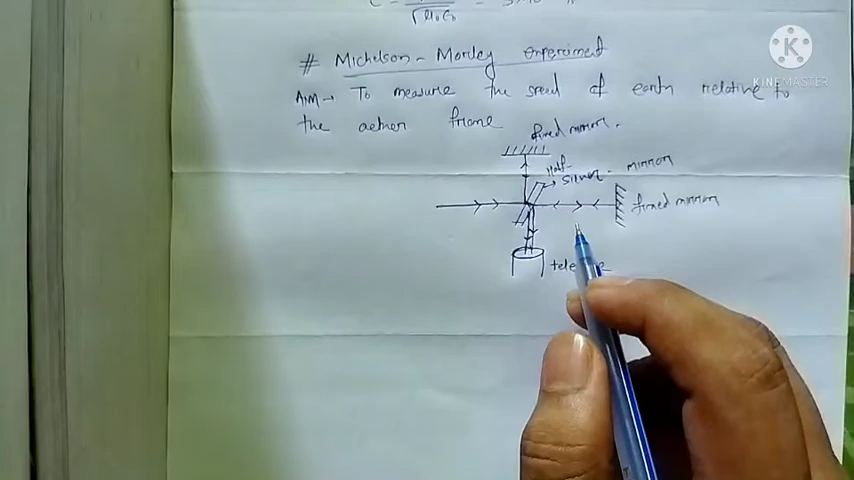 # Michelson - Morley experiment
Aim → To measure the speed of earth relative to
the aether frame
fixed mirror.
Half-
silver mirror
fixed mirror
K
KINEMASTER